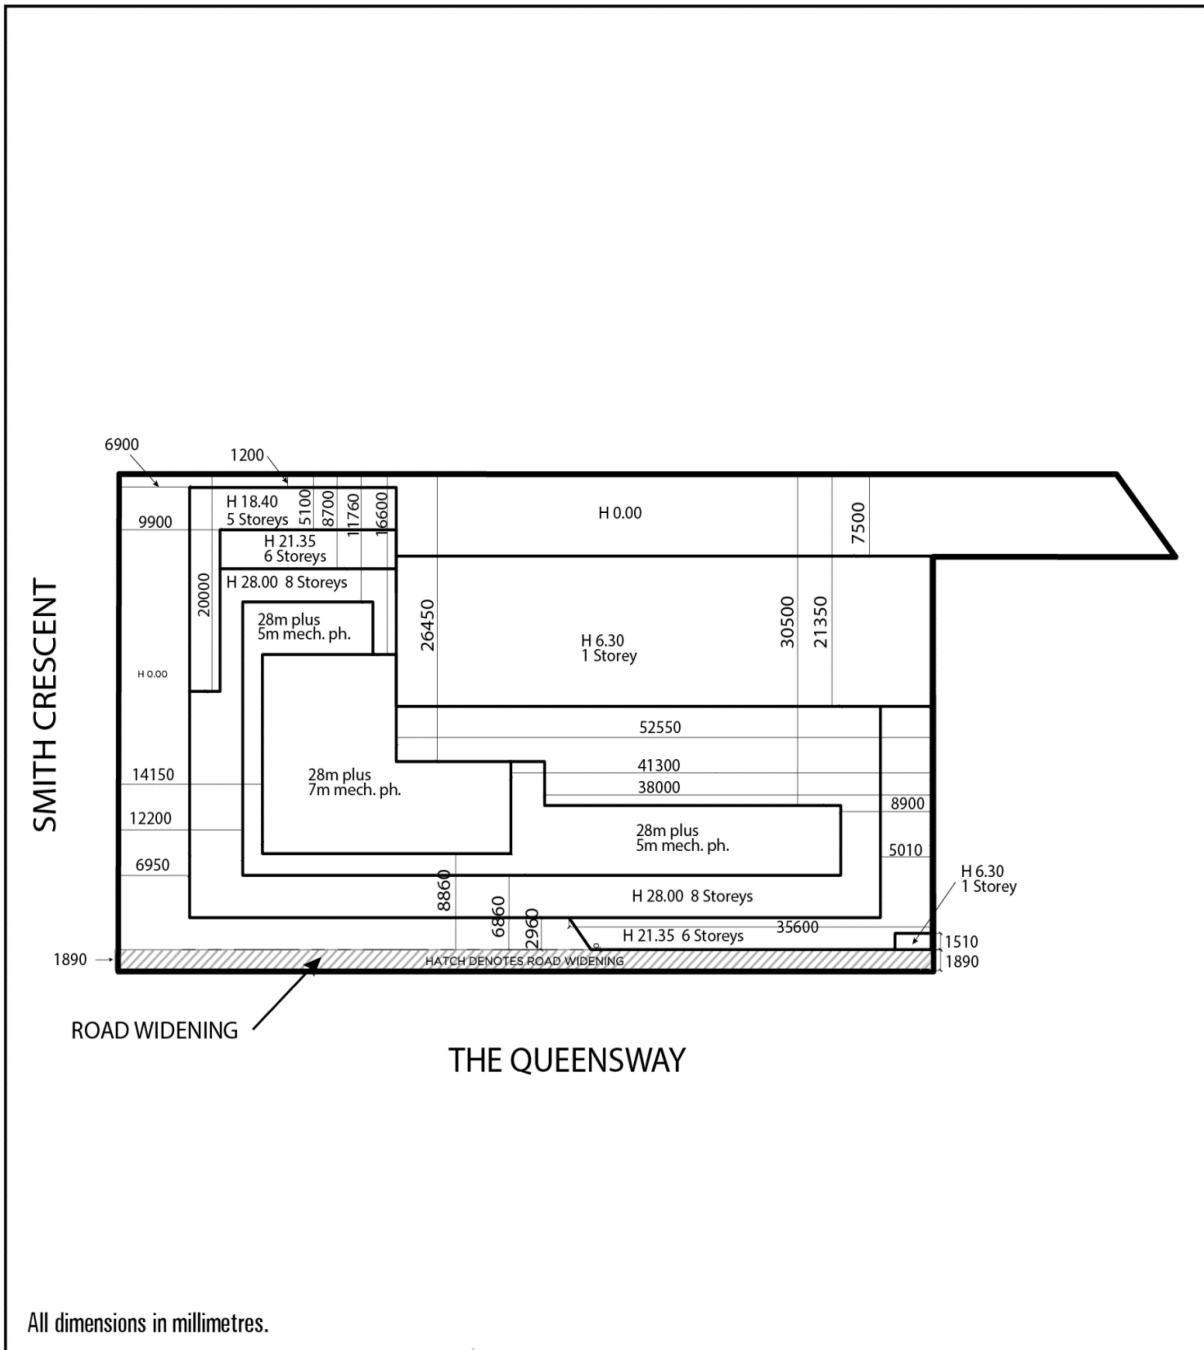 6900
1200
H 18.40
5 Storeys
5100
8700
11760
16600
H 0.00
7500
9900
H 21.35
6 Storeys
H 28.00 8 Storeys
20000
28m plus
5m mech. ph.
26450
30500
21350
H 6.30
1 Storey
SMITH CRESCENT
H 0.00
52550
14150
28m plus
7m mech. ph.
41300
38000
8900
12200
28m plus
5m mech. ph.
5010
6950
H 6.30
1 Storey
8860
6860
2960
H 28.00 8 Storeys
35600
H 21.35 6 Storeys
1510
1890
HATCH DENOTES ROAD WIDENING
1890
ROAD WIDENING
THE QUEENSWAY
All dimensions in millimetres.